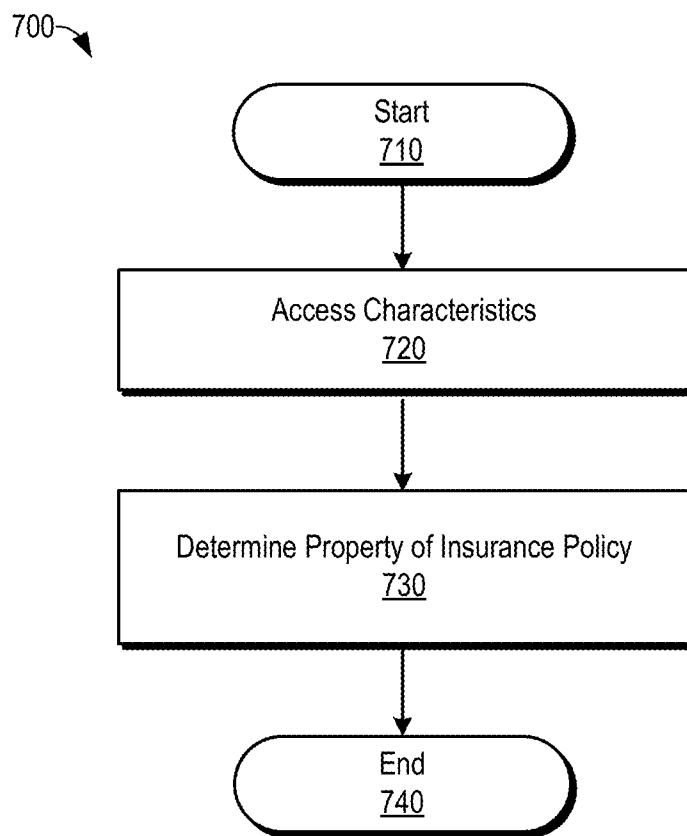 700
Start
710
Access Characteristics
720
Determine Property of Insurance Policy
730
End
740